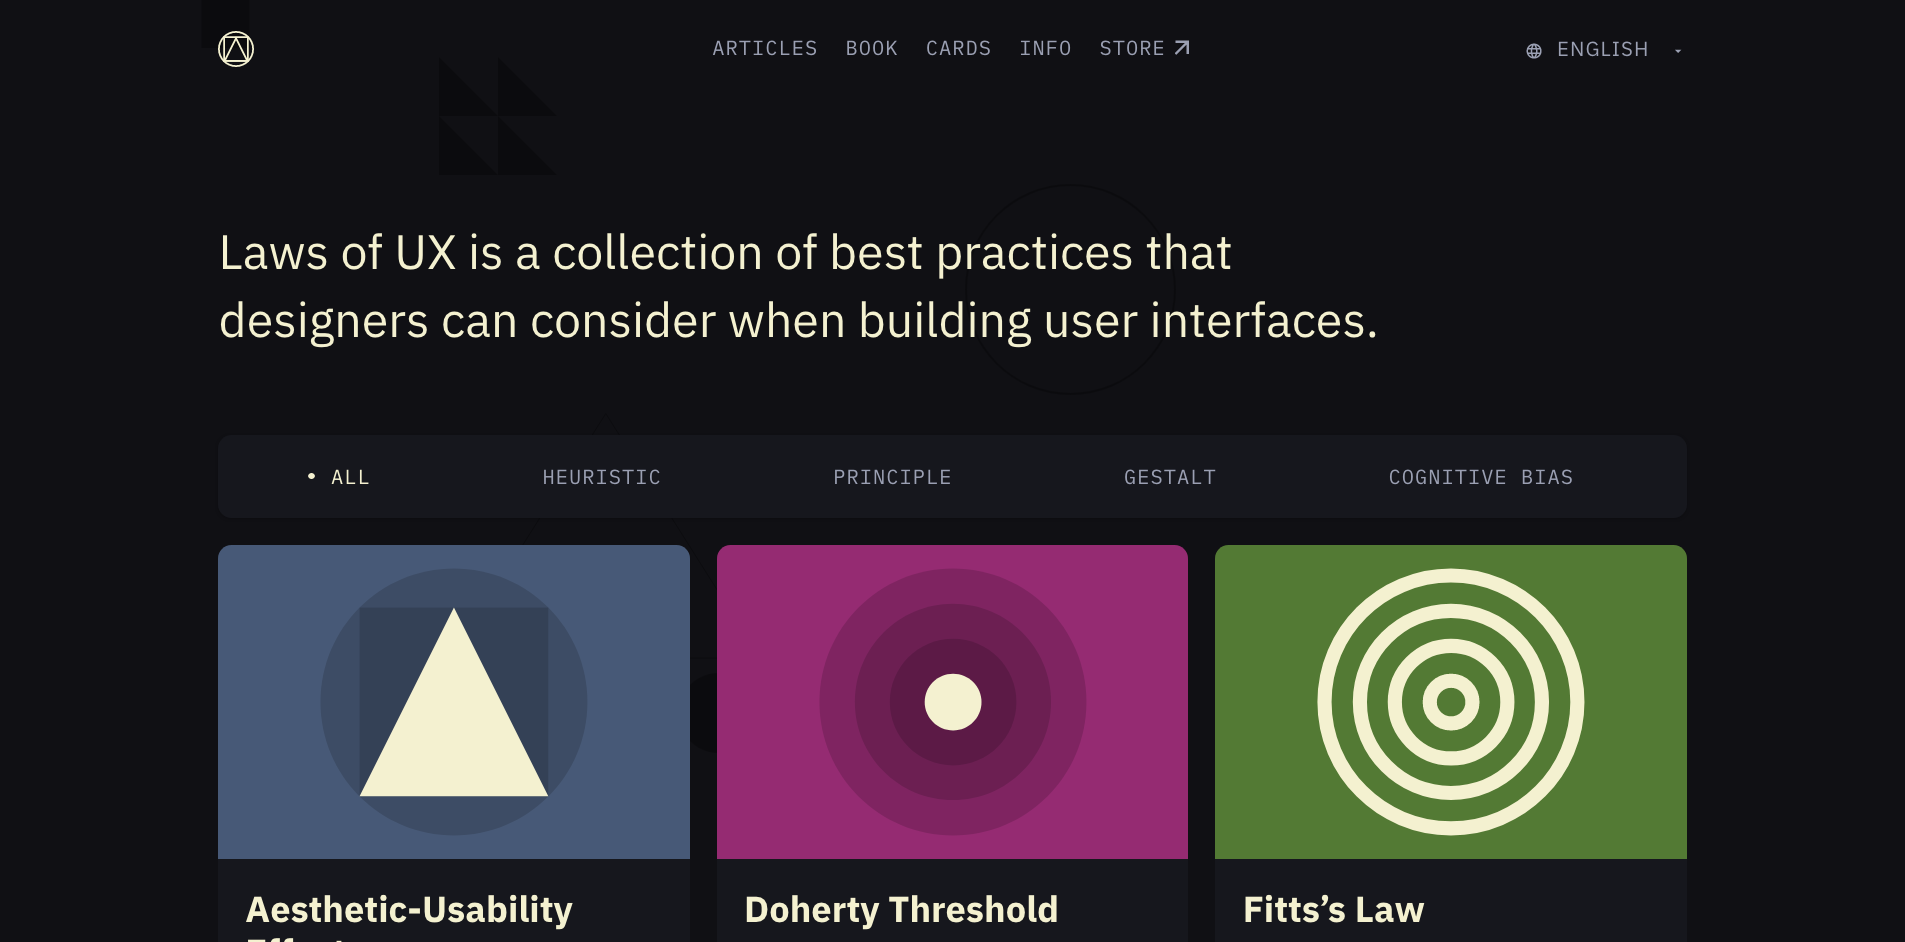 ARTICLES BOOK CARDS INFO STORE
ENGLISH
Laws of UX is a collection of best practices that
designers can consider when building user interfaces.
• ALL HEURISTIC PRINCIPLE GESTALT COGNITIVE BIAS
Aesthetic-Usability
Doherty Threshold
Fitts’s Law